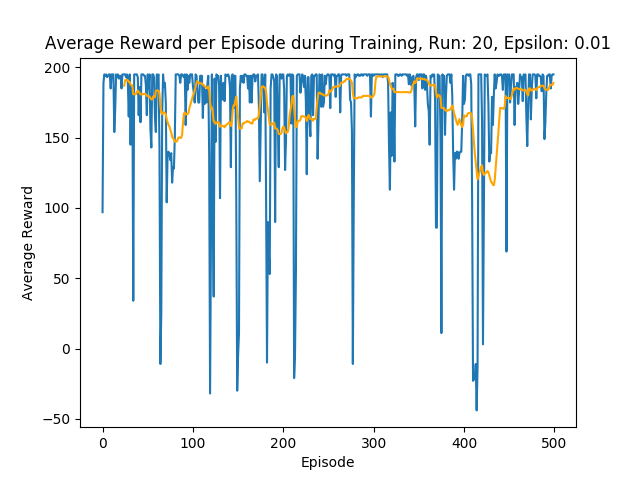 Average Reward per Episode during Training, Run: 20, Epsilon: 0.01
200
150
100
50
0
−50
Average Reward
0 100 200 300 400 500
Episode